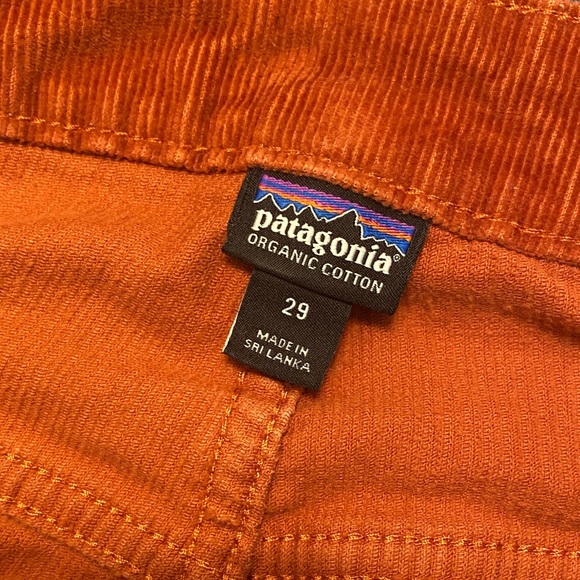 patagonia®
ORGANIC COTTON
29
MADE IN
SRI LANKA